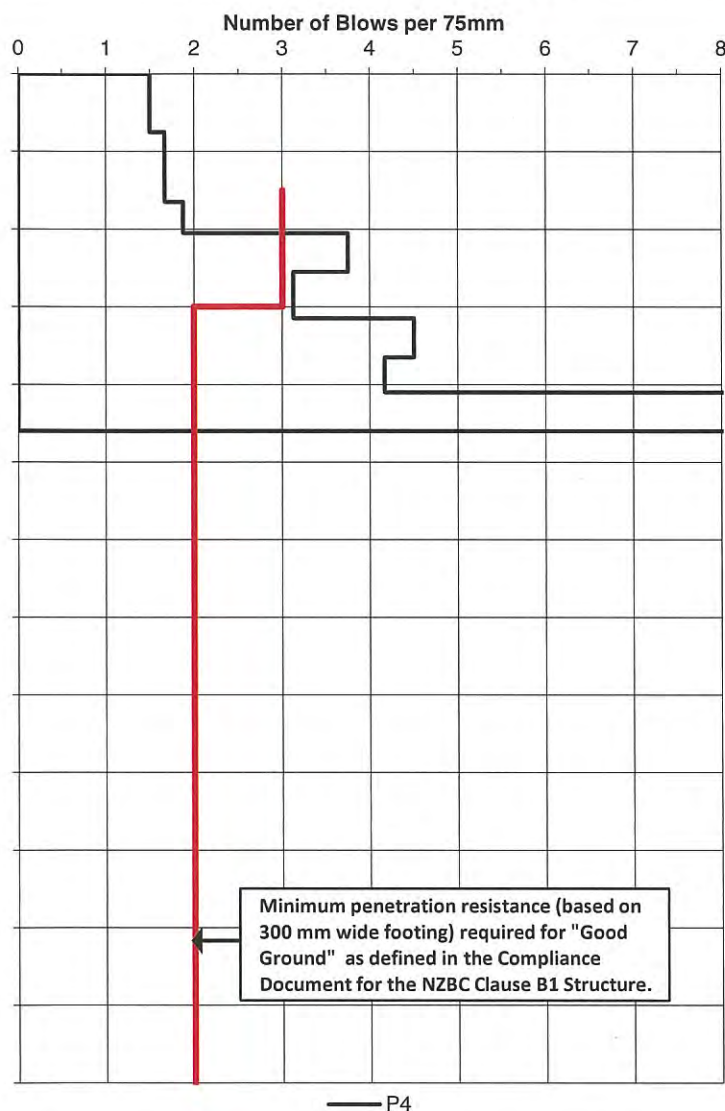 Number of Blows per 75mm
0 1 2 3 4 5 6 7 8
Minimum penetration resistance (based on
300 mm wide footing) required for "Good
Ground" as defined in the Compliance
Document for the NZBC Clause B1 Structure.
P4